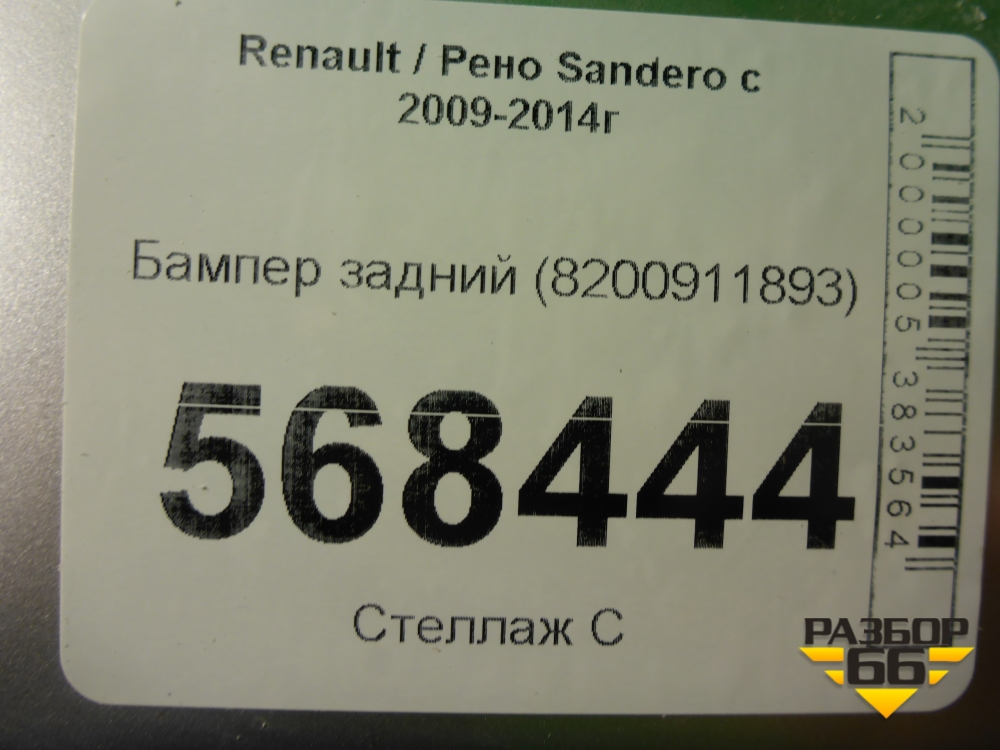 Renault / Рено Sandero с
2009-2014г
Бампер задний (8200911893)
568444
Стеллаж С
2000005383564
РАЗБОР
66